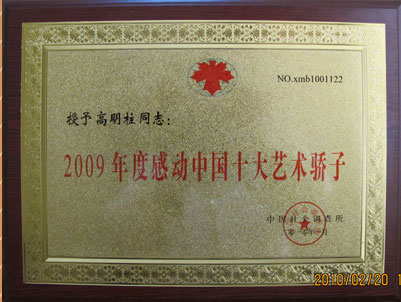 NO.xmb1001122
授予高明柱同志：
2009年度感动中国十大艺术骄子
中国社会调查所
2010/02/20 1